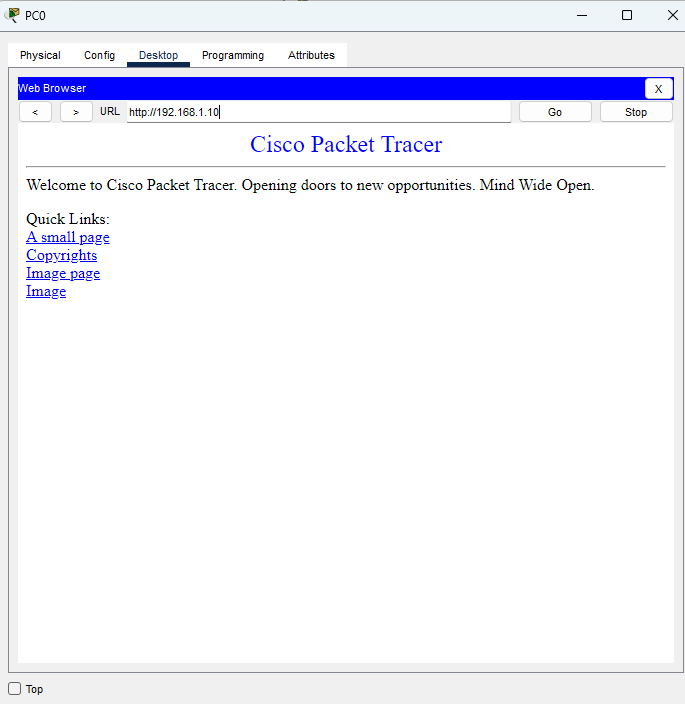 PC0
Physical Config Desktop Programming Attributes
Web Browser X
< > URL http://192.168.1.10 Go Stop
Cisco Packet Tracer
Welcome to Cisco Packet Tracer. Opening doors to new opportunities. Mind Wide Open.
Quick Links:
A small page
Copyrights
Image page
Image
Top